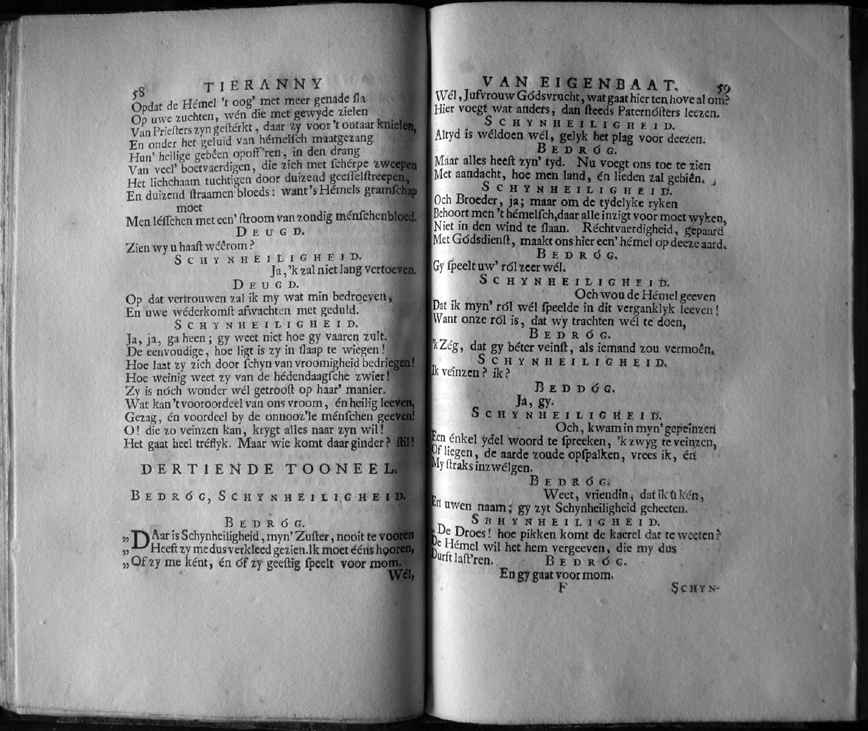 58
TIERANNY
Opdat de Hémel 't oog' met meer genade ſla
Op uwe zuchten, wén die met gewyde zielen
Van Prieſters zyn geſtérkt, daar zy voor 't outaar knielen,
En onder het geluid van hémelſch maatgezang
Hun' heilige gebéen opoff'ren, in den drang
Van veel' boetvaerdigen, die zich met ſchérpe zweepen
Het lichchaam tuchtigen door duizend geeſſelſtreepen,
En duizend ſtraamen bloeds: want 's Hémels gramſchap
moet
Men léſſchen met een' ſtroom van zondig ménſchenbloed.
DEUGD.
Zien wy u haaſt wéêrom?
SCHYNHEILIGHEID.
Ja, 'k zal niet lang vertoeven.
DEUGD.
Op dat vertrouwen zal ik my wat min bedroeven,
En uwe wéderkomſt afwachten met geduld.
SCHYNHEILIGHEID.
Ja, ja, ga heen; gy weet niet hoe gy vaaren zult.
De eenvoudige, hoe ligt is zy in ſlaap te wiegen!
Hoe laat zy zich door ſchyn van vroomigheid bedriegen!
Hoe weinig weet zy van de hédendaagſche zwier!
Zy is nóch wonder wél getrooſt op haar' manier.
Wat kan 't vooroordeel van ons vroom, én heilig leeven,
Gezag, én voordeel by de onnooz'le ménſchen geeven!
O! die zo veinzen kan, krygt alles naar zyn wil!
Het gaat heel tréflyk. Maar wie komt daar ginder? ſtil!
DERTIENDE TOONEEL.
BEDRÓG, SCHYNHEILIGHEID.
BEDRÓG.
„DAar is Schynheiligheid, myn' Zuſter, nooit te vooren
„Heeft zy me dus verkleed gezien. Ik moet ééns hooren,
„Of zy me ként, én óf zy geeſtig ſpeelt voor mom.
Wél,
VAN EIGENBAAT.
59
Wél, Jufvrouw Gódsvrucht, wat gaat hier ten hove al om?
Hier voegt wat anders, dan ſteeds Paternóſters leezen.
SCHYNHEILIGHEID.
Altyd is wéldoen wél, gelyk het plag voor deezen.
BEDRÓG.
Maar alles heeft zyn' tyd. Nu voegt ons toe te zien
Met aandacht, hoe men land, én lieden zal gebiên.
SCHYNHEILIGHEID.
Och Broeder, ja; maar om de tydelyke ryken
Behoort men 't hémelſch, daar alle inzigt voor moet wyken,
Niet in den wind te ſlaan. Réchtvaerdigheid, gepaard
Met Gódsdienſt, maakt ons hier een' hémel op deeze aard.
BEDRÓG.
Gy ſpeelt uw' ról zeer wél.
SCHYNHEILIGHEID.
Och wou de Hémel geeven
Dat ik myn' ról wél ſpeelde in dit verganklyk leeven!
Want onze ról is, dat wy trachten wél te doen,
BEDRÓG.
'k Zég, dat gy béter veinſt, als iemand zou vermoên.
SCHYNHEILIGHEID.
Ik veinzen? ik?
BEDDÓG.
Ja, gy.
SCHYNHEILIGHEID.
Och, kwam in myn' gepeinzen
Een énkel ydel woord te ſpreeken, 'k zwyg te veinzen,
Of liegen, de aarde zoude opſpalken, vrees ik, én
My ſtraks inzwélgen.
BEDRÓG.
Weet, vriendin, dat ik ú kén,
En uwen naam; gy zyt Schynheiligheid geheeten.
SBHYNHEILIGHEID.
De Droes! hoe pikken komt de kaerel dat te weeten?
De Hémel wil het hem vergeeven, die my dus
Durft laſt'ren.
BEDRÓG.
En gy gaat voor mom.
F
SCHYN-